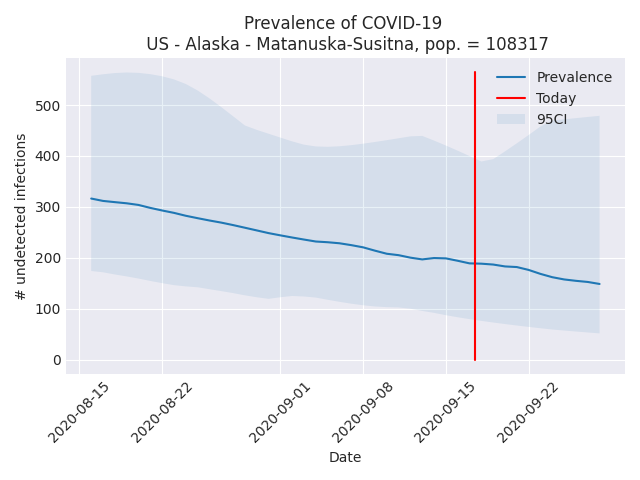 Prevalence of COVID-19
US - Alaska - Matanuska-Susitna, pop. = 108317
Prevalence
Today
95CI
# undetected infections
500
400
300
200
100
0
2020-08-15
2020-08-22
2020-09-01
2020-09-08
2020-09-15
2020-09-22
Date